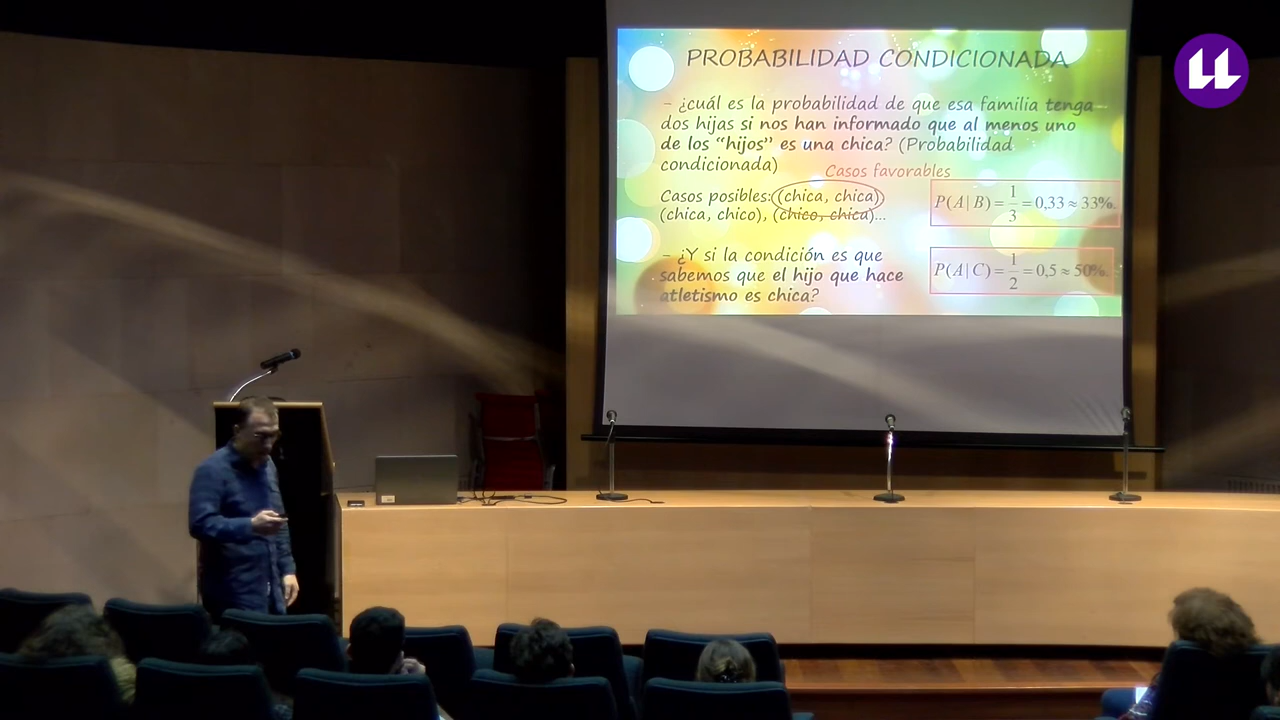 PROBABILIDAD CONDICIONADA
- ¿cuál es la probabilidad de que esa familia tenga
dos hijas si nos han informado que al menos uno
de los “hijos” es una chica? (Probabilidad
condicionada)
Casos favorables
Casos posibles: (chica, chica)
(chica, chico), (chico, chica)...
P(A|B)=1/3=0,33≈33%.
- ¿Y si la condición es que
sabemos que el hijo que hace
atletismo es chica?
P(A|C)=1/2=0,5≈50%.